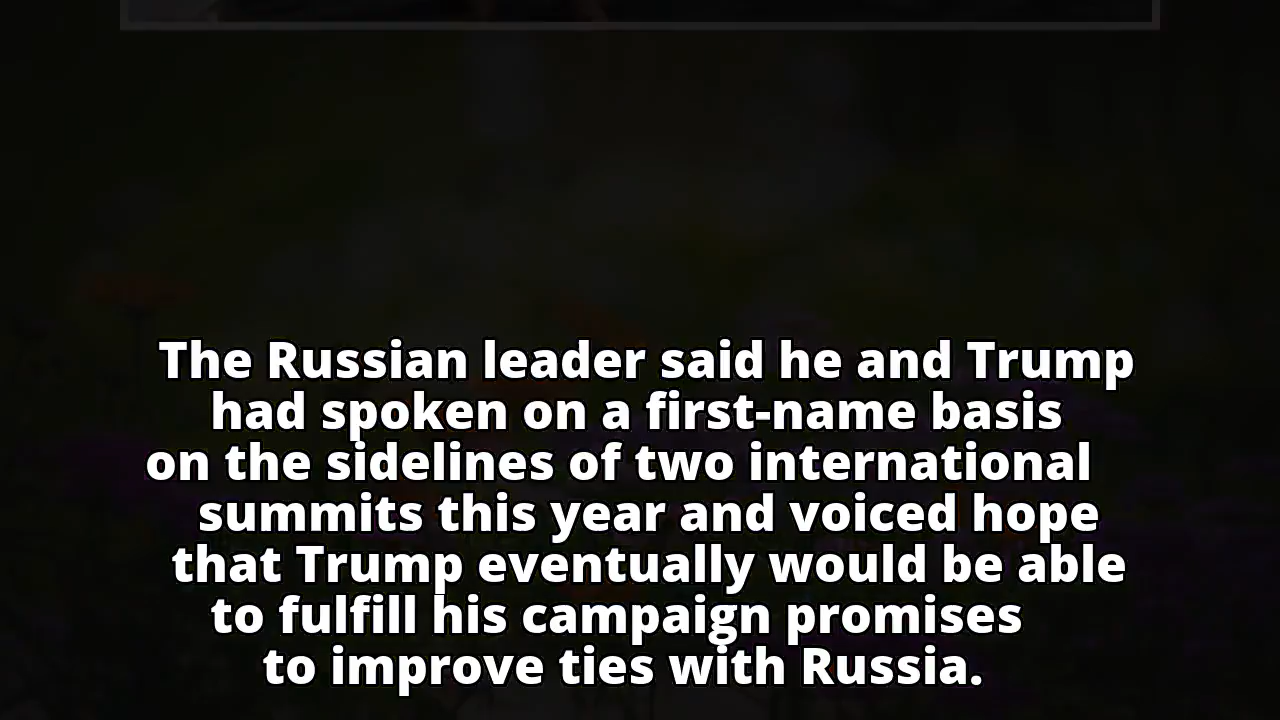 The Russian leader said he and Trump
had spoken on a first-name basis
on the sidelines of two international
summits this year and voiced hope
that Trump eventually would be able
to fulfill his campaign promises
to improve ties with Russia.